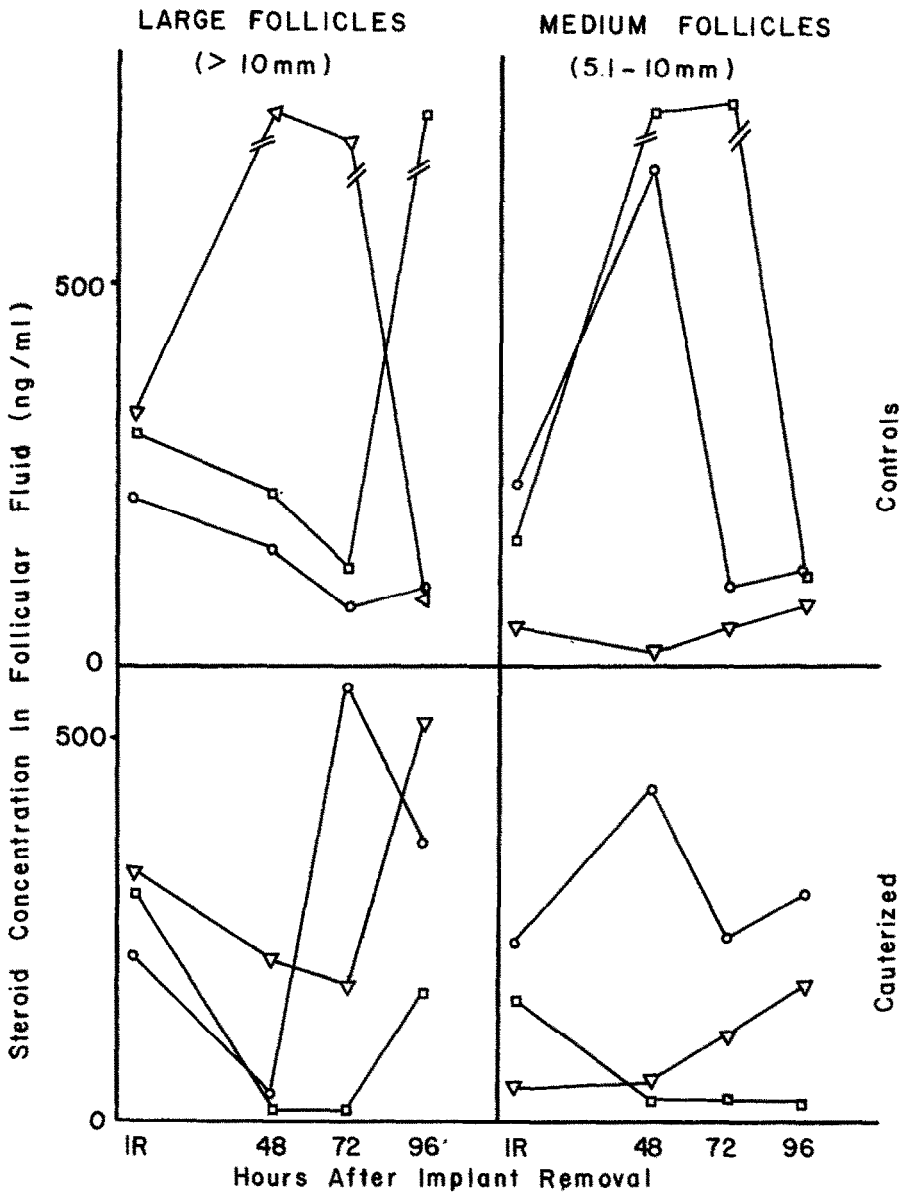 LARGE FOLLICLES
(> 10mm)
MEDIUM FOLLICLES
(5.1-10mm)
Steroid Concentration In Follicular Fluid (ng/ml)
500
0
Controls
500
0
Cauterized
IR 48 72 96
IR 48 72 96
Hours After Implant Removal